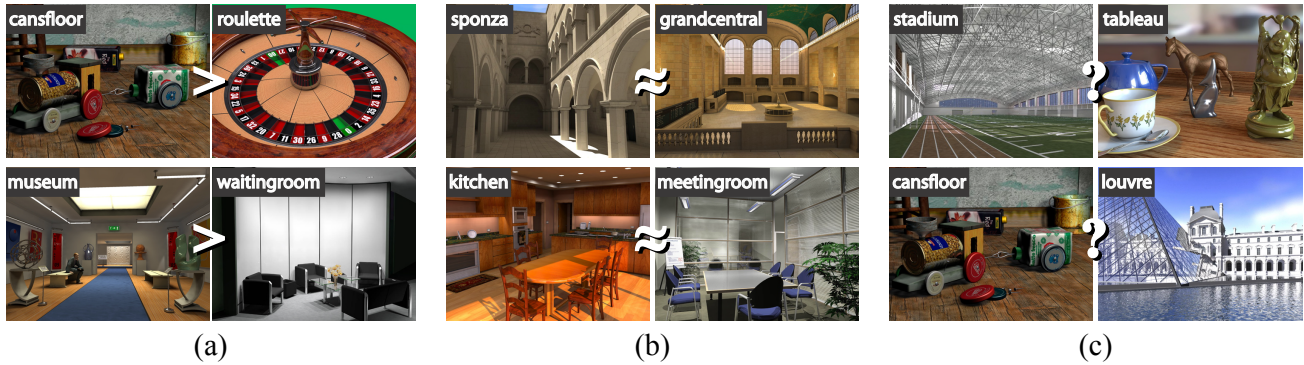 cansfloor
roulette
>
museum
waitingroom
>
(a)
sponza
grandcentral
≈
kitchen
meetingroom
≈
(b)
stadium
tableau
?
cansfloor
louvre
?
(c)